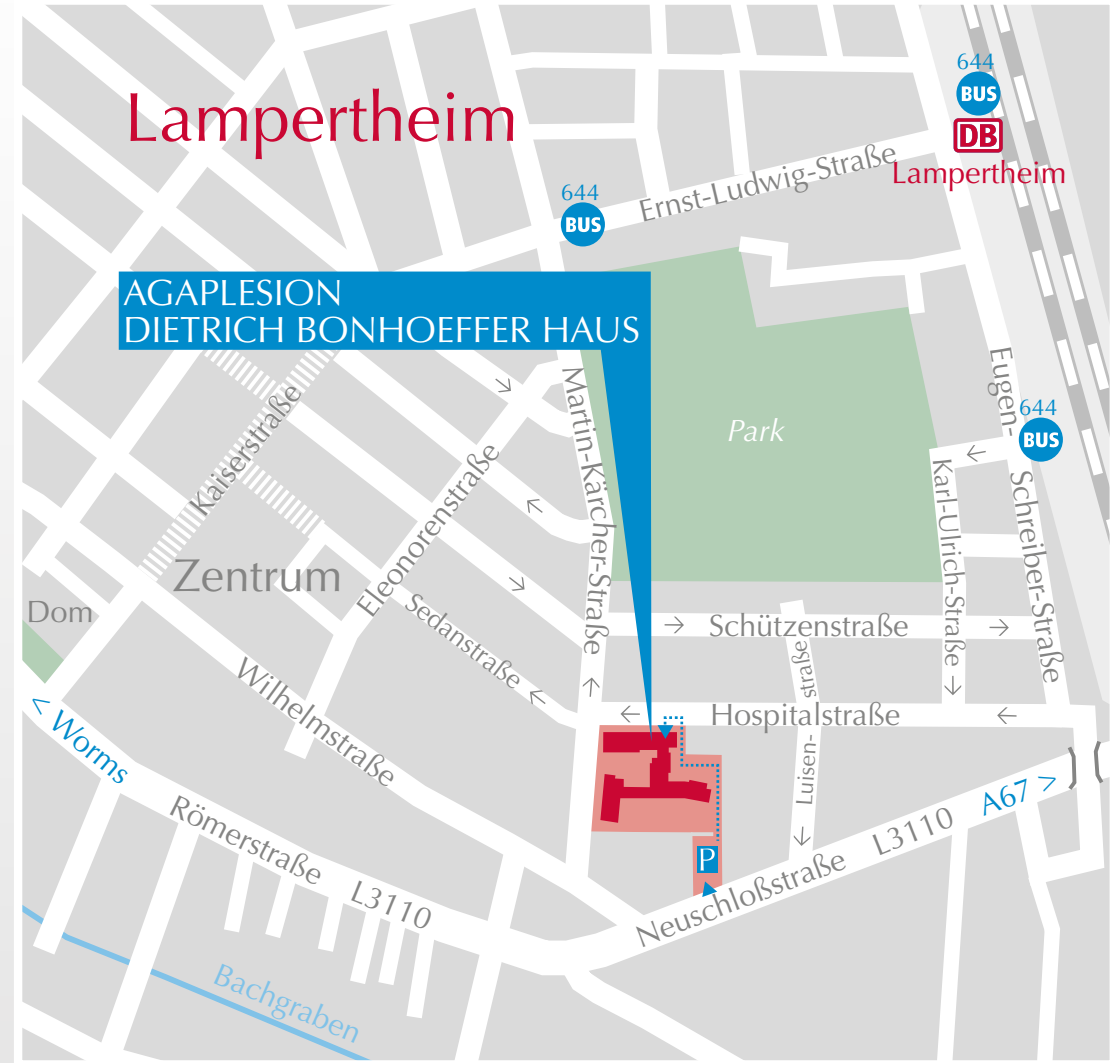 644
BUS
DB
Lampertheim
Lampertheim
Ernst-Ludwig-Straße
644
BUS
AGAPLESION
DIETRICH BONHOEFFER HAUS
Martin-Kärcher-Straße
Park
Eugen-
Schreiber-Straße
644
BUS
Kaiserstraße
Eleonorenstraße
Karl-Ulrich-Straße
Zentrum
Dom
Sedanstraße
Schützenstraße
Luisen-
straße
Wilhelmstraße
Hospitalstraße
< Worms
A67 >
Römerstraße
L3110
P
Neuschloßstraße
L3110
Bachgraben